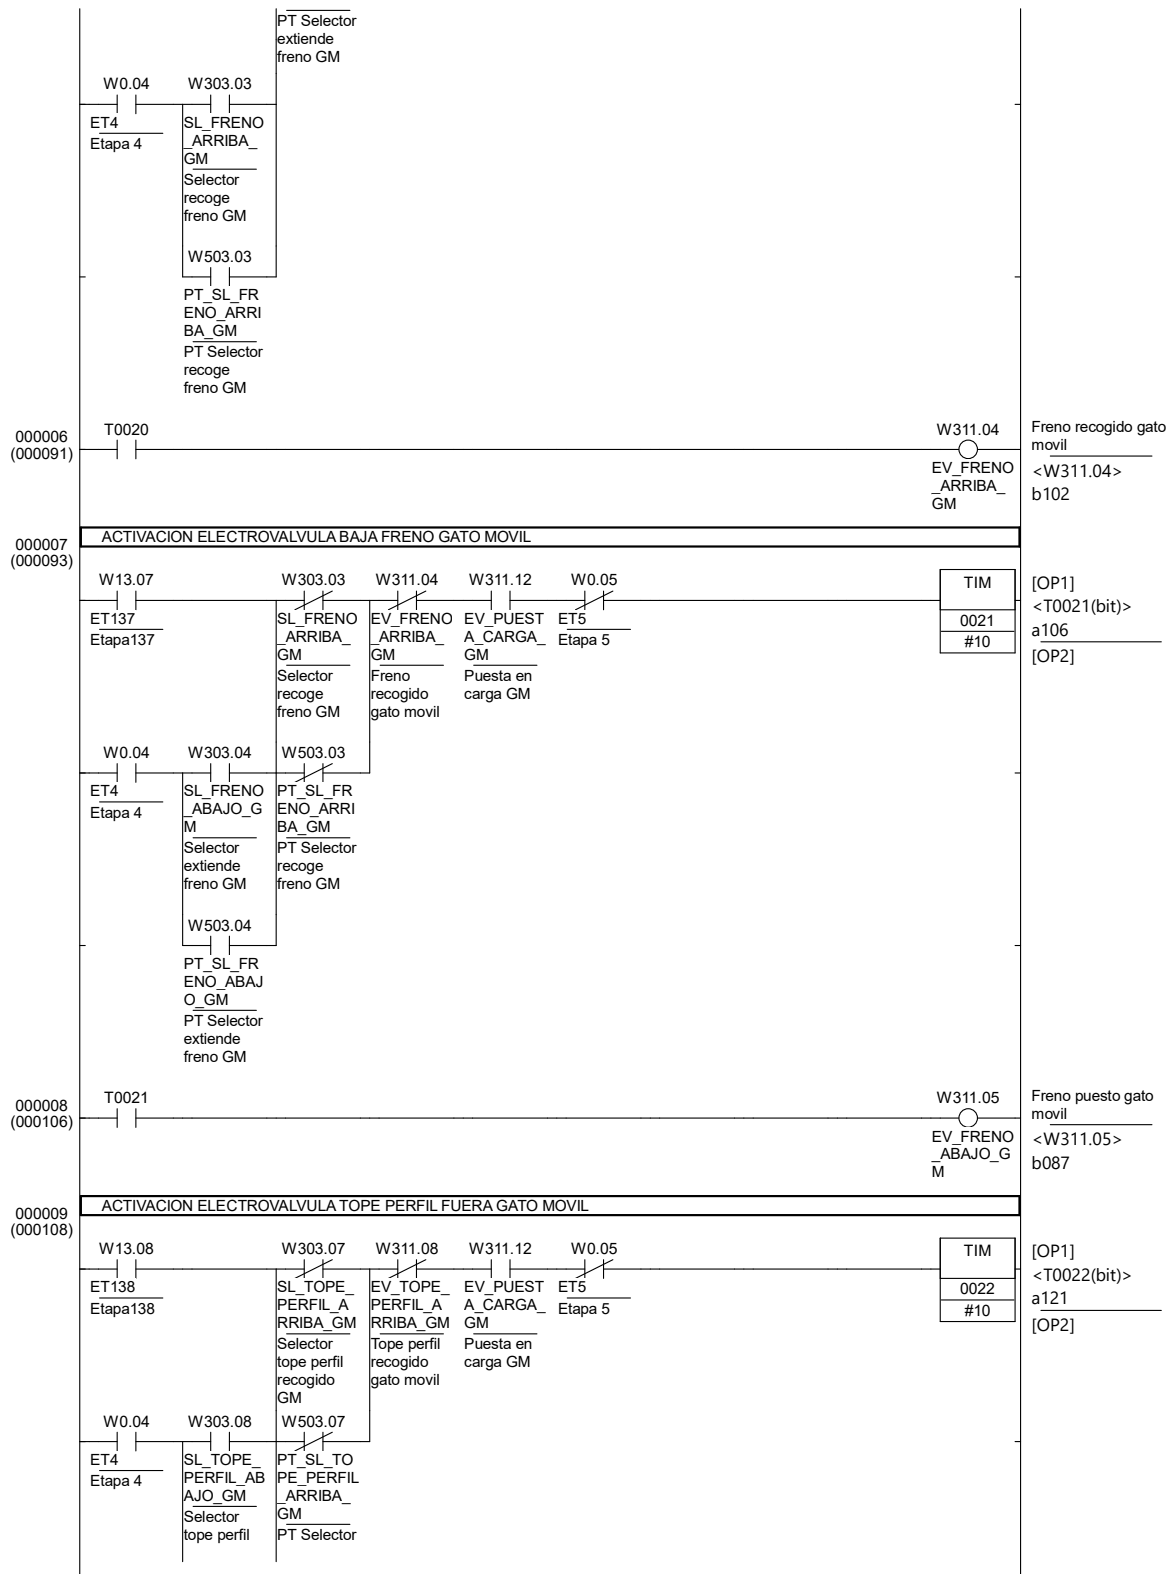 PT Selector
extiende
freno GM
W0.04 W303.03
ET4
Etapa 4
SL_FRENO
_ARRIBA_
GM
Selector
recoge
freno GM
W503.03
PT_SL_FR
ENO_ARRI
BA_GM
PT Selector
recoge
freno GM
000006
(000091)
T0020
W311.04
EV_FRENO
_ARRIBA_
GM
Freno recogido gato
movil
<W311.04>
b102
000007
(000093)
ACTIVACION ELECTROVALVULA BAJA FRENO GATO MOVIL
W13.07 W303.03 W311.04 W311.12 W0.05
ET137
Etapa137
SL_FRENO
_ARRIBA_
GM
Selector
recoge
freno GM
EV_FRENO
_ARRIBA_
GM
Freno
recogido
gato movil
EV_PUEST
A_CARGA_
GM
Puesta en
carga GM
ET5
Etapa 5
TIM
0021
#10
[OP1]
<T0021(bit)>
a106
[OP2]
W0.04 W303.04 W503.03
ET4
Etapa 4
SL_FRENO
_ABAJO_G
M
Selector
extiende
freno GM
PT_SL_FR
ENO_ARRI
BA_GM
PT Selector
recoge
freno GM
W503.04
PT_SL_FR
ENO_ABAJ
O_GM
PT Selector
extiende
freno GM
000008
(000106)
T0021
W311.05
EV_FRENO
_ABAJO_G
M
Freno puesto gato
movil
<W311.05>
b087
000009
(000108)
ACTIVACION ELECTROVALVULA TOPE PERFIL FUERA GATO MOVIL
W13.08 W303.07 W311.08 W311.12 W0.05
ET138
Etapa138
SL_TOPE_
PERFIL_A
RRIBA_GM
Selector
tope perfil
recogido
GM
EV_TOPE_
PERFIL_A
RRIBA_GM
Tope perfil
recogido
gato movil
EV_PUEST
A_CARGA_
GM
Puesta en
carga GM
ET5
Etapa 5
TIM
0022
#10
[OP1]
<T0022(bit)>
a121
[OP2]
W0.04 W303.08 W503.07
ET4
Etapa 4
SL_TOPE_
PERFIL_AB
AJO_GM
Selector
tope perfil
PT_SL_TO
PE_PERFIL
_ARRIBA_
GM
PT Selector